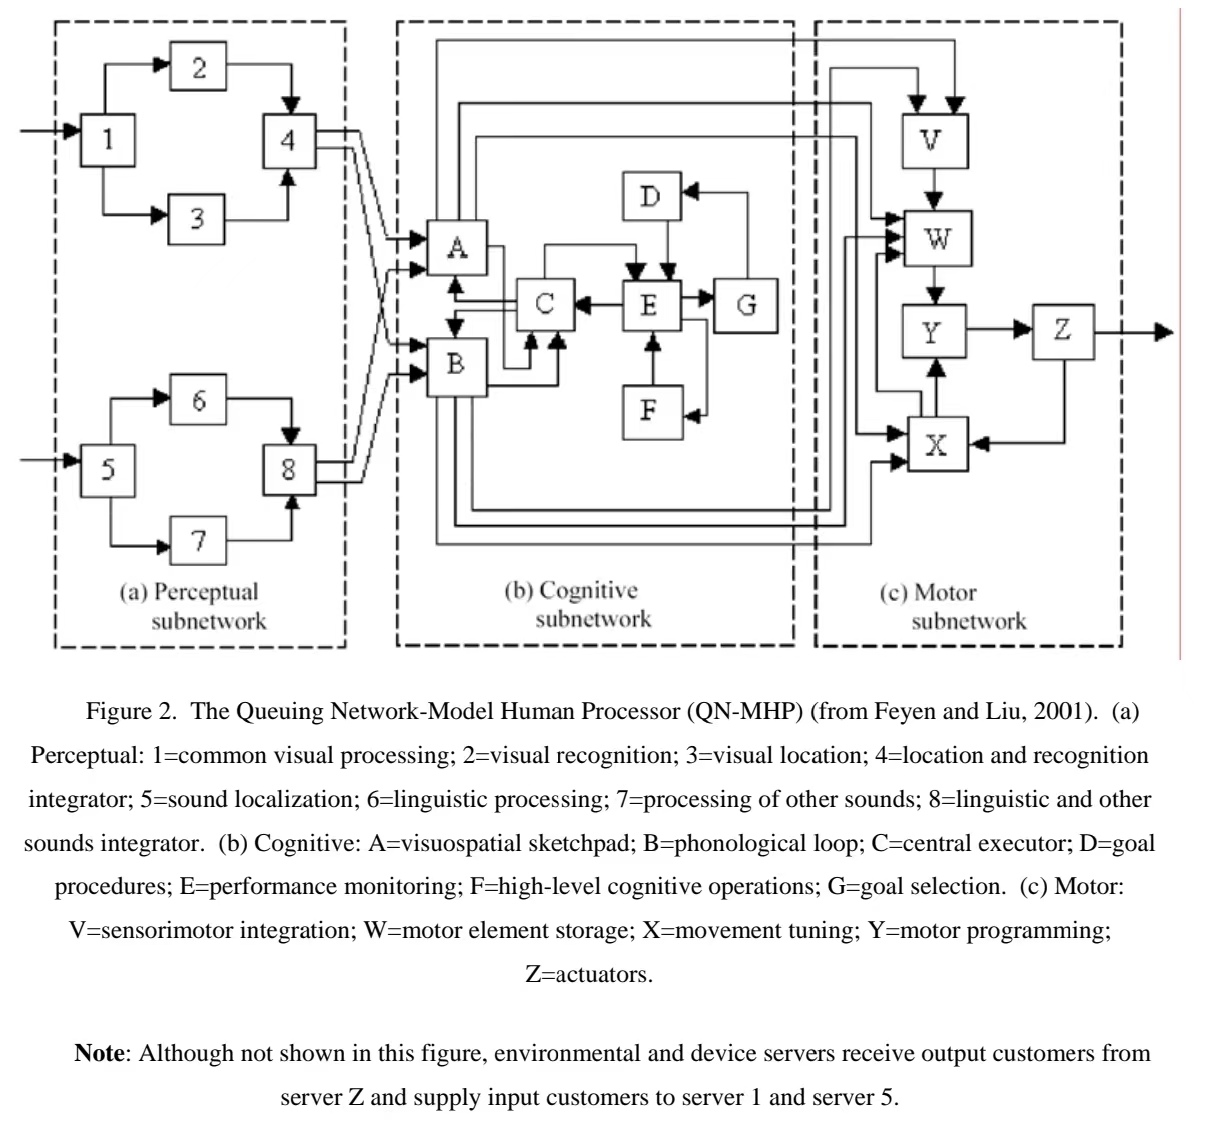 2
1
4
3
6
5
8
7
(a) Perceptual
subnetwork
A
B
C
D
E
F
G
(b) Cognitive
subnetwork
V
W
Y
Z
X
(c) Motor
subnetwork
Figure 2. The Queuing Network-Model Human Processor (QN-MHP) (from Feyen and Liu, 2001). (a)
Perceptual: 1=common visual processing; 2=visual recognition; 3=visual location; 4=location and recognition
integrator; 5=sound localization; 6=linguistic processing; 7=processing of other sounds; 8=linguistic and other
sounds integrator. (b) Cognitive: A=visuospatial sketchpad; B=phonological loop; C=central executor; D=goal
procedures; E=performance monitoring; F=high-level cognitive operations; G=goal selection. (c) Motor:
V=sensorimotor integration; W=motor element storage; X=movement tuning; Y=motor programming;
Z=actuators.
Note: Although not shown in this figure, environmental and device servers receive output customers from
server Z and supply input customers to server 1 and server 5.